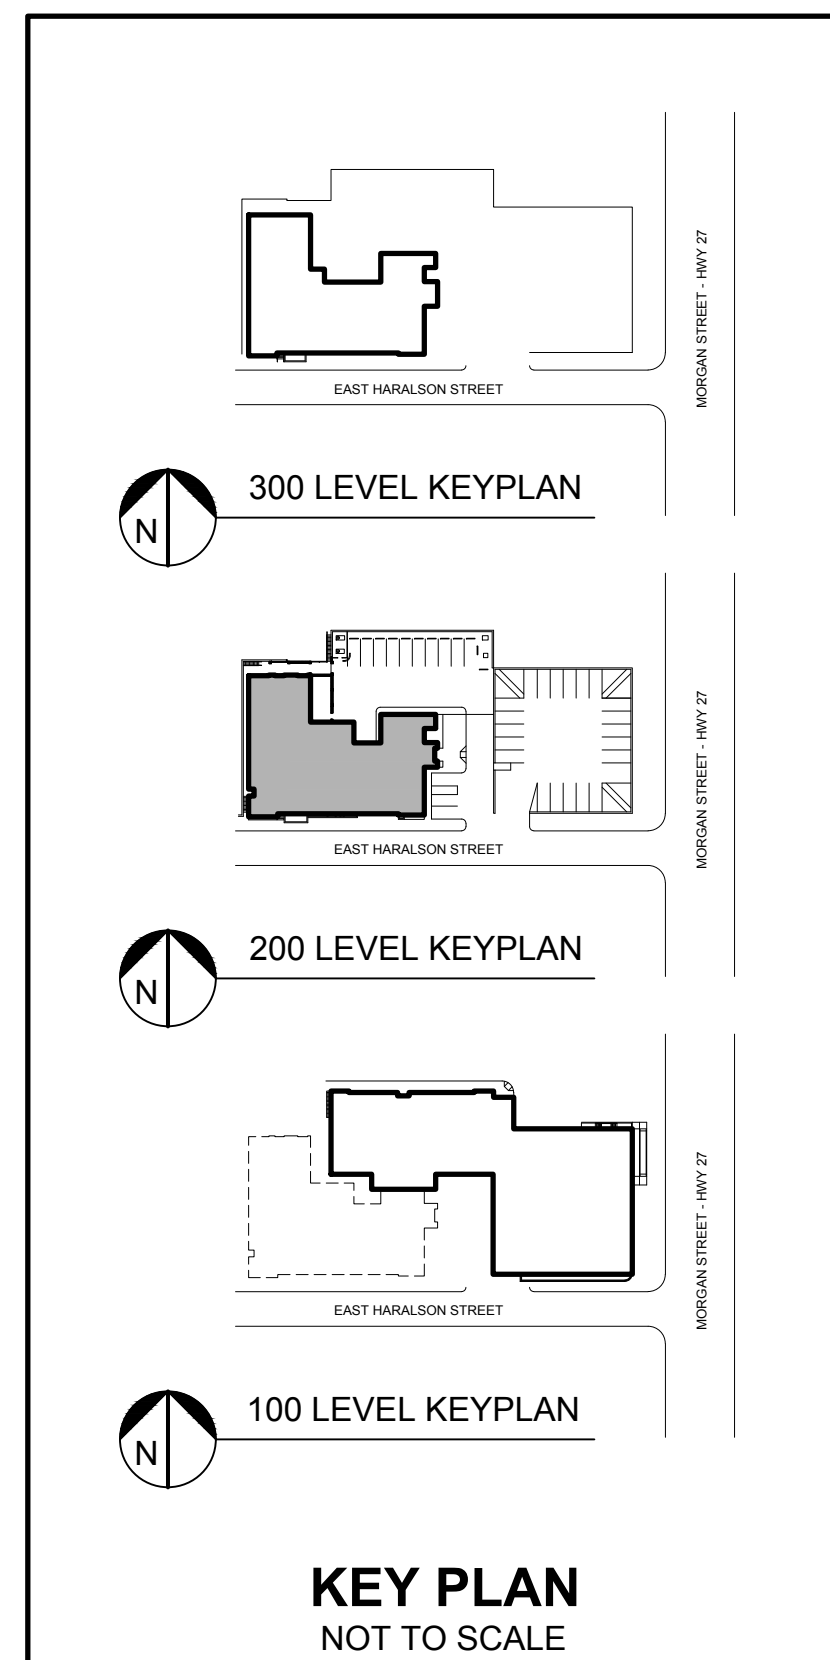 MORGAN STREET - HWY 27
EAST HARALSON STREET
N
300 LEVEL KEYPLAN
MORGAN STREET - HWY 27
EAST HARALSON STREET
N
200 LEVEL KEYPLAN
MORGAN STREET - HWY 27
EAST HARALSON STREET
N
100 LEVEL KEYPLAN
KEY PLAN
NOT TO SCALE